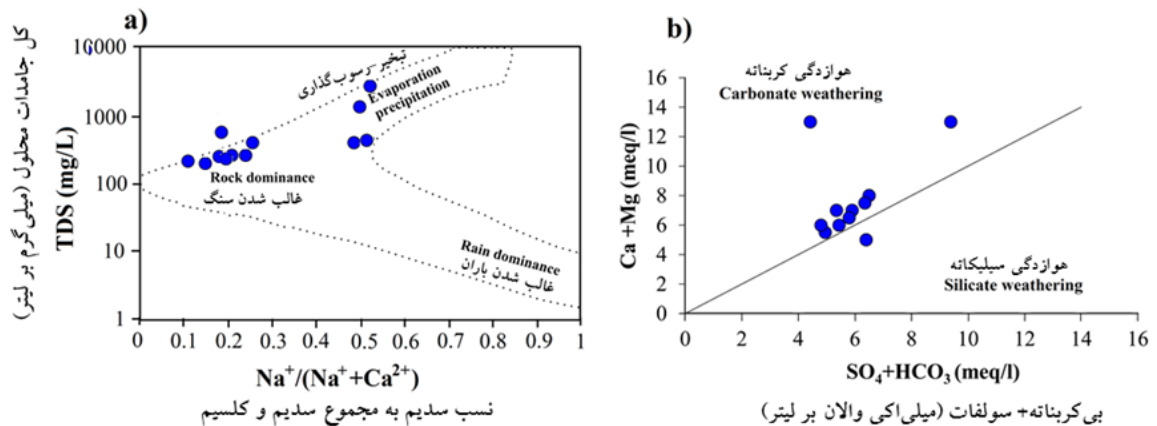 a)
کل جامدات محلول (میلی‌گرم بر لیتر)
TDS (mg/L)
10000
1000
100
10
1
تبخیر-رسوب‌گذاری
Evaporation
precipitation
Rock dominance
غالب شدن سنگ
Rain dominance
غالب شدن باران
0 0.1 0.2 0.3 0.4 0.5 0.6 0.7 0.8 0.9 1
Na⁺/(Na⁺+Ca²⁺)
نسب سدیم به مجموع سدیم و کلسیم
b)
Ca +Mg (meq/l)
16
14
12
10
8
6
4
2
0
هوازدگی کربناته
Carbonate weathering
هوازدگی سیلیکاته
Silicate weathering
0 2 4 6 8 10 12 14 16
SO₄+HCO₃ (meq/l)
بی‌کربناته+ سولفات (میلی‌اکی والان بر لیتر)